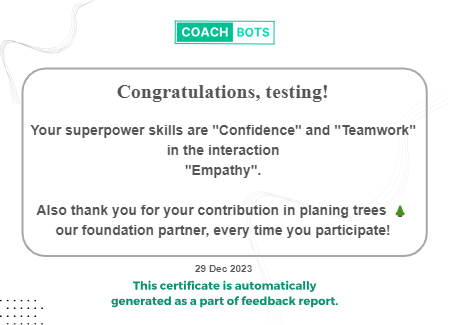 COACH BOTS
Congratulations, testing!
Your superpower skills are "Confidence" and "Teamwork"
in the interaction
"Empathy".
Also thank you for your contribution in planing trees 🌲
our foundation partner, every time you participate!
29 Dec 2023
This certificate is automatically
generated as a part of feedback report.